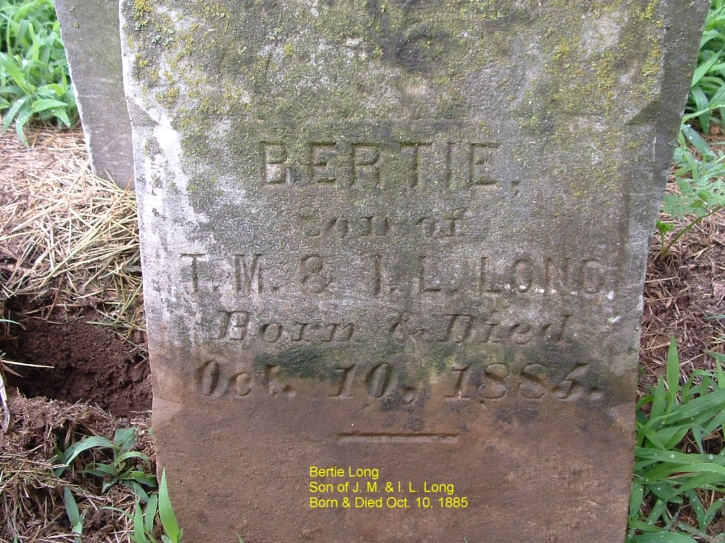 BERTIE,
Son of
T. M. & I. L. LONG
Born & Died
Oct. 10, 1885.
Bertie Long
Son of J. M. & I. L. Long
Born & Died Oct. 10, 1885